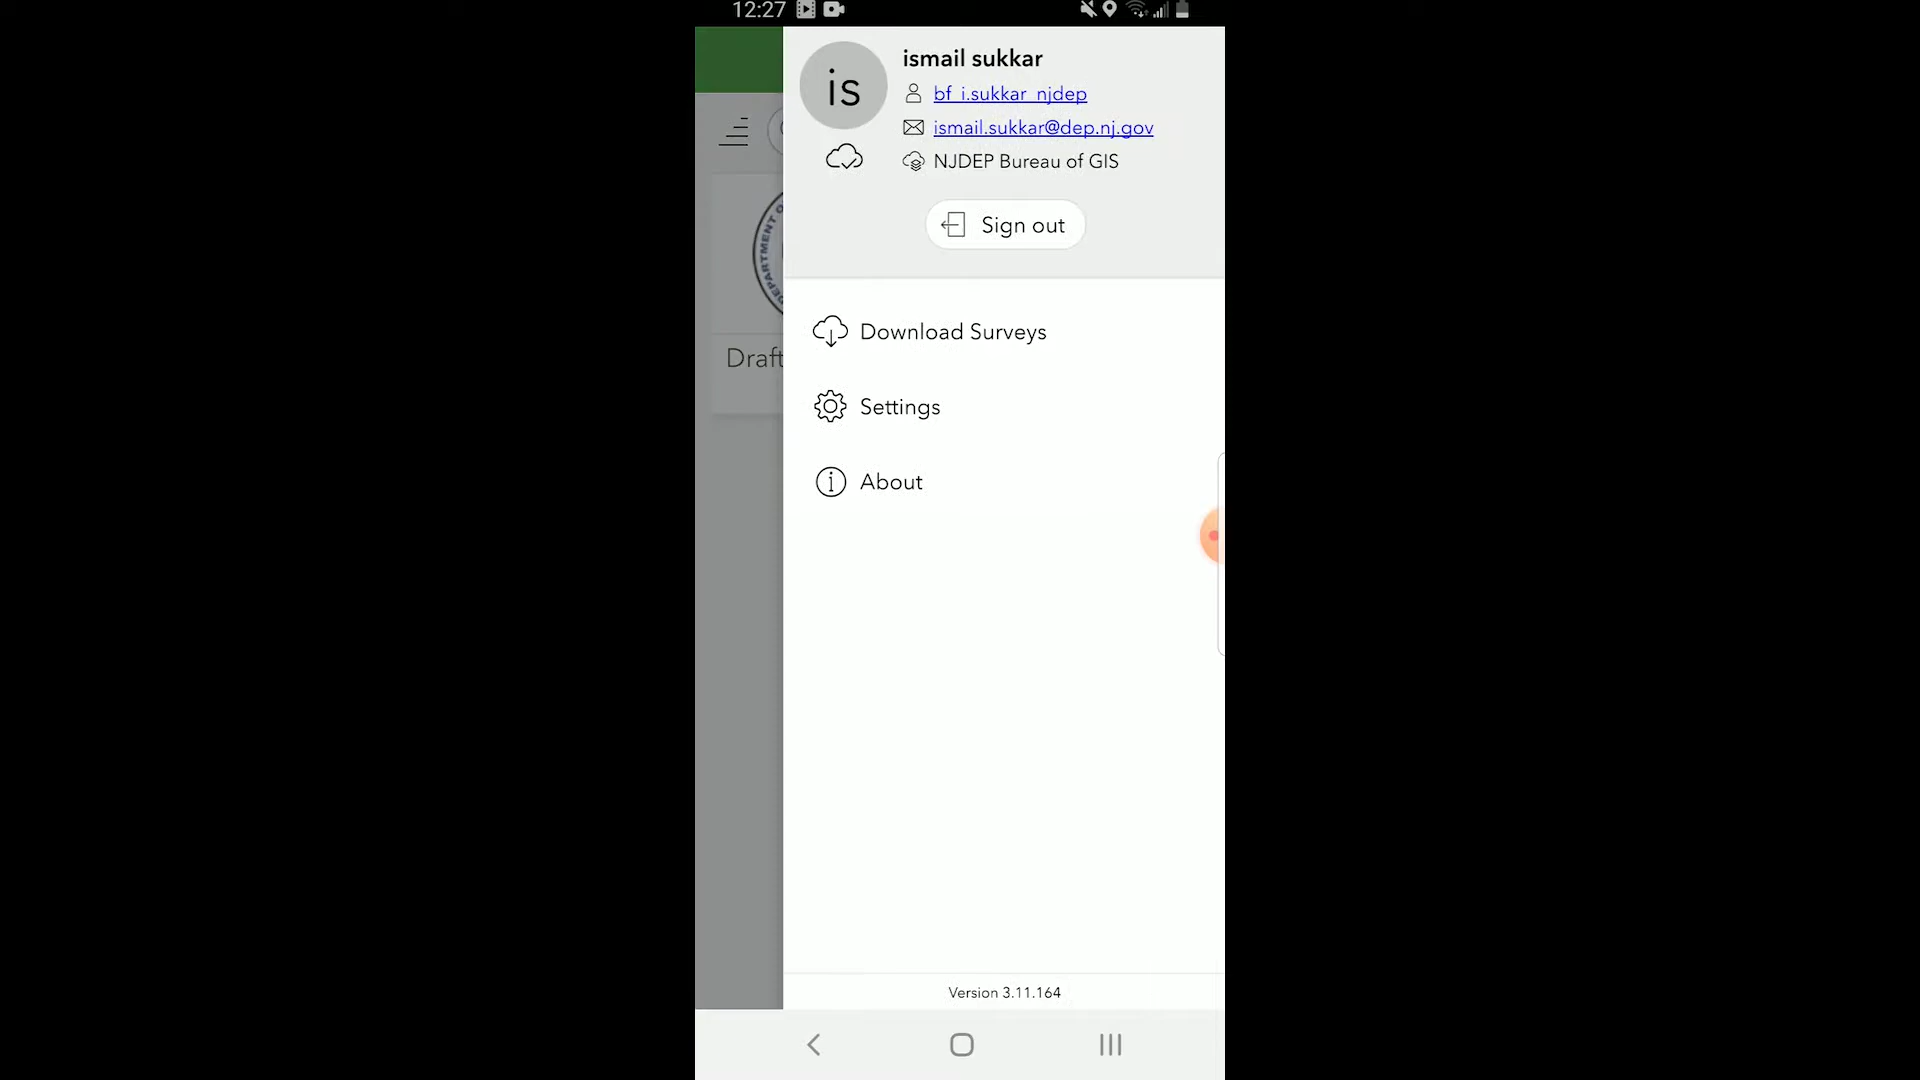 12:27
is
ismail sukkar
bf_i.sukkar_njdep
ismail.sukkar@dep.nj.gov
NJDEP Bureau of GIS
Sign out
DEPARTMENT O
Download Surveys
Draft
Settings
About
Version 3.11.164